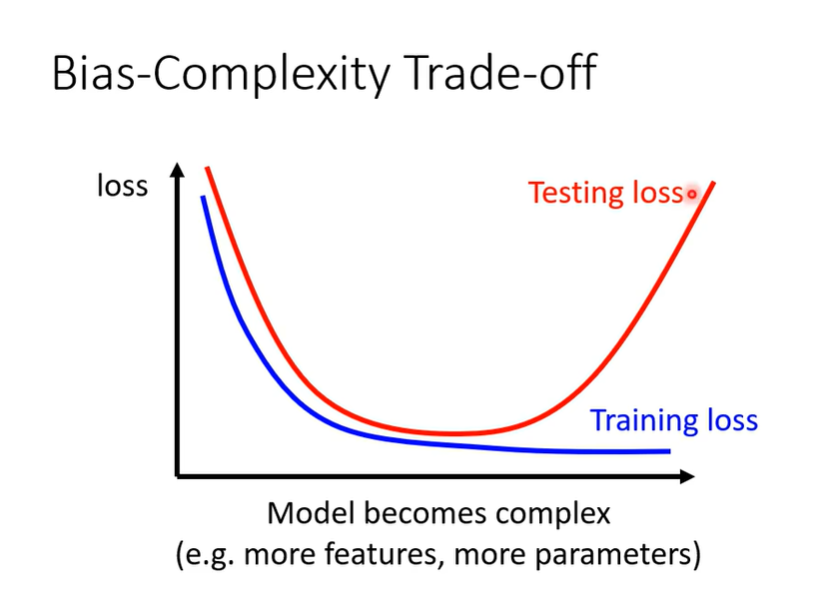 Bias-Complexity Trade-off
loss
Testing loss
Training loss
Model becomes complex
(e.g. more features, more parameters)